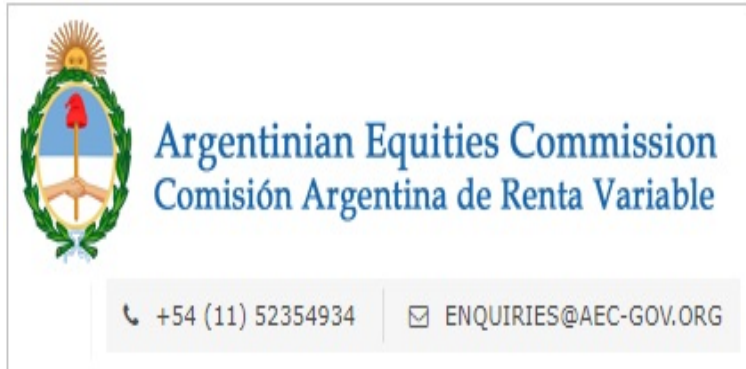 Argentinian Equities Commission
Comisión Argentina de Renta Variable
+54 (11) 52354934 ENQUIRIES@AEC-GOV.ORG